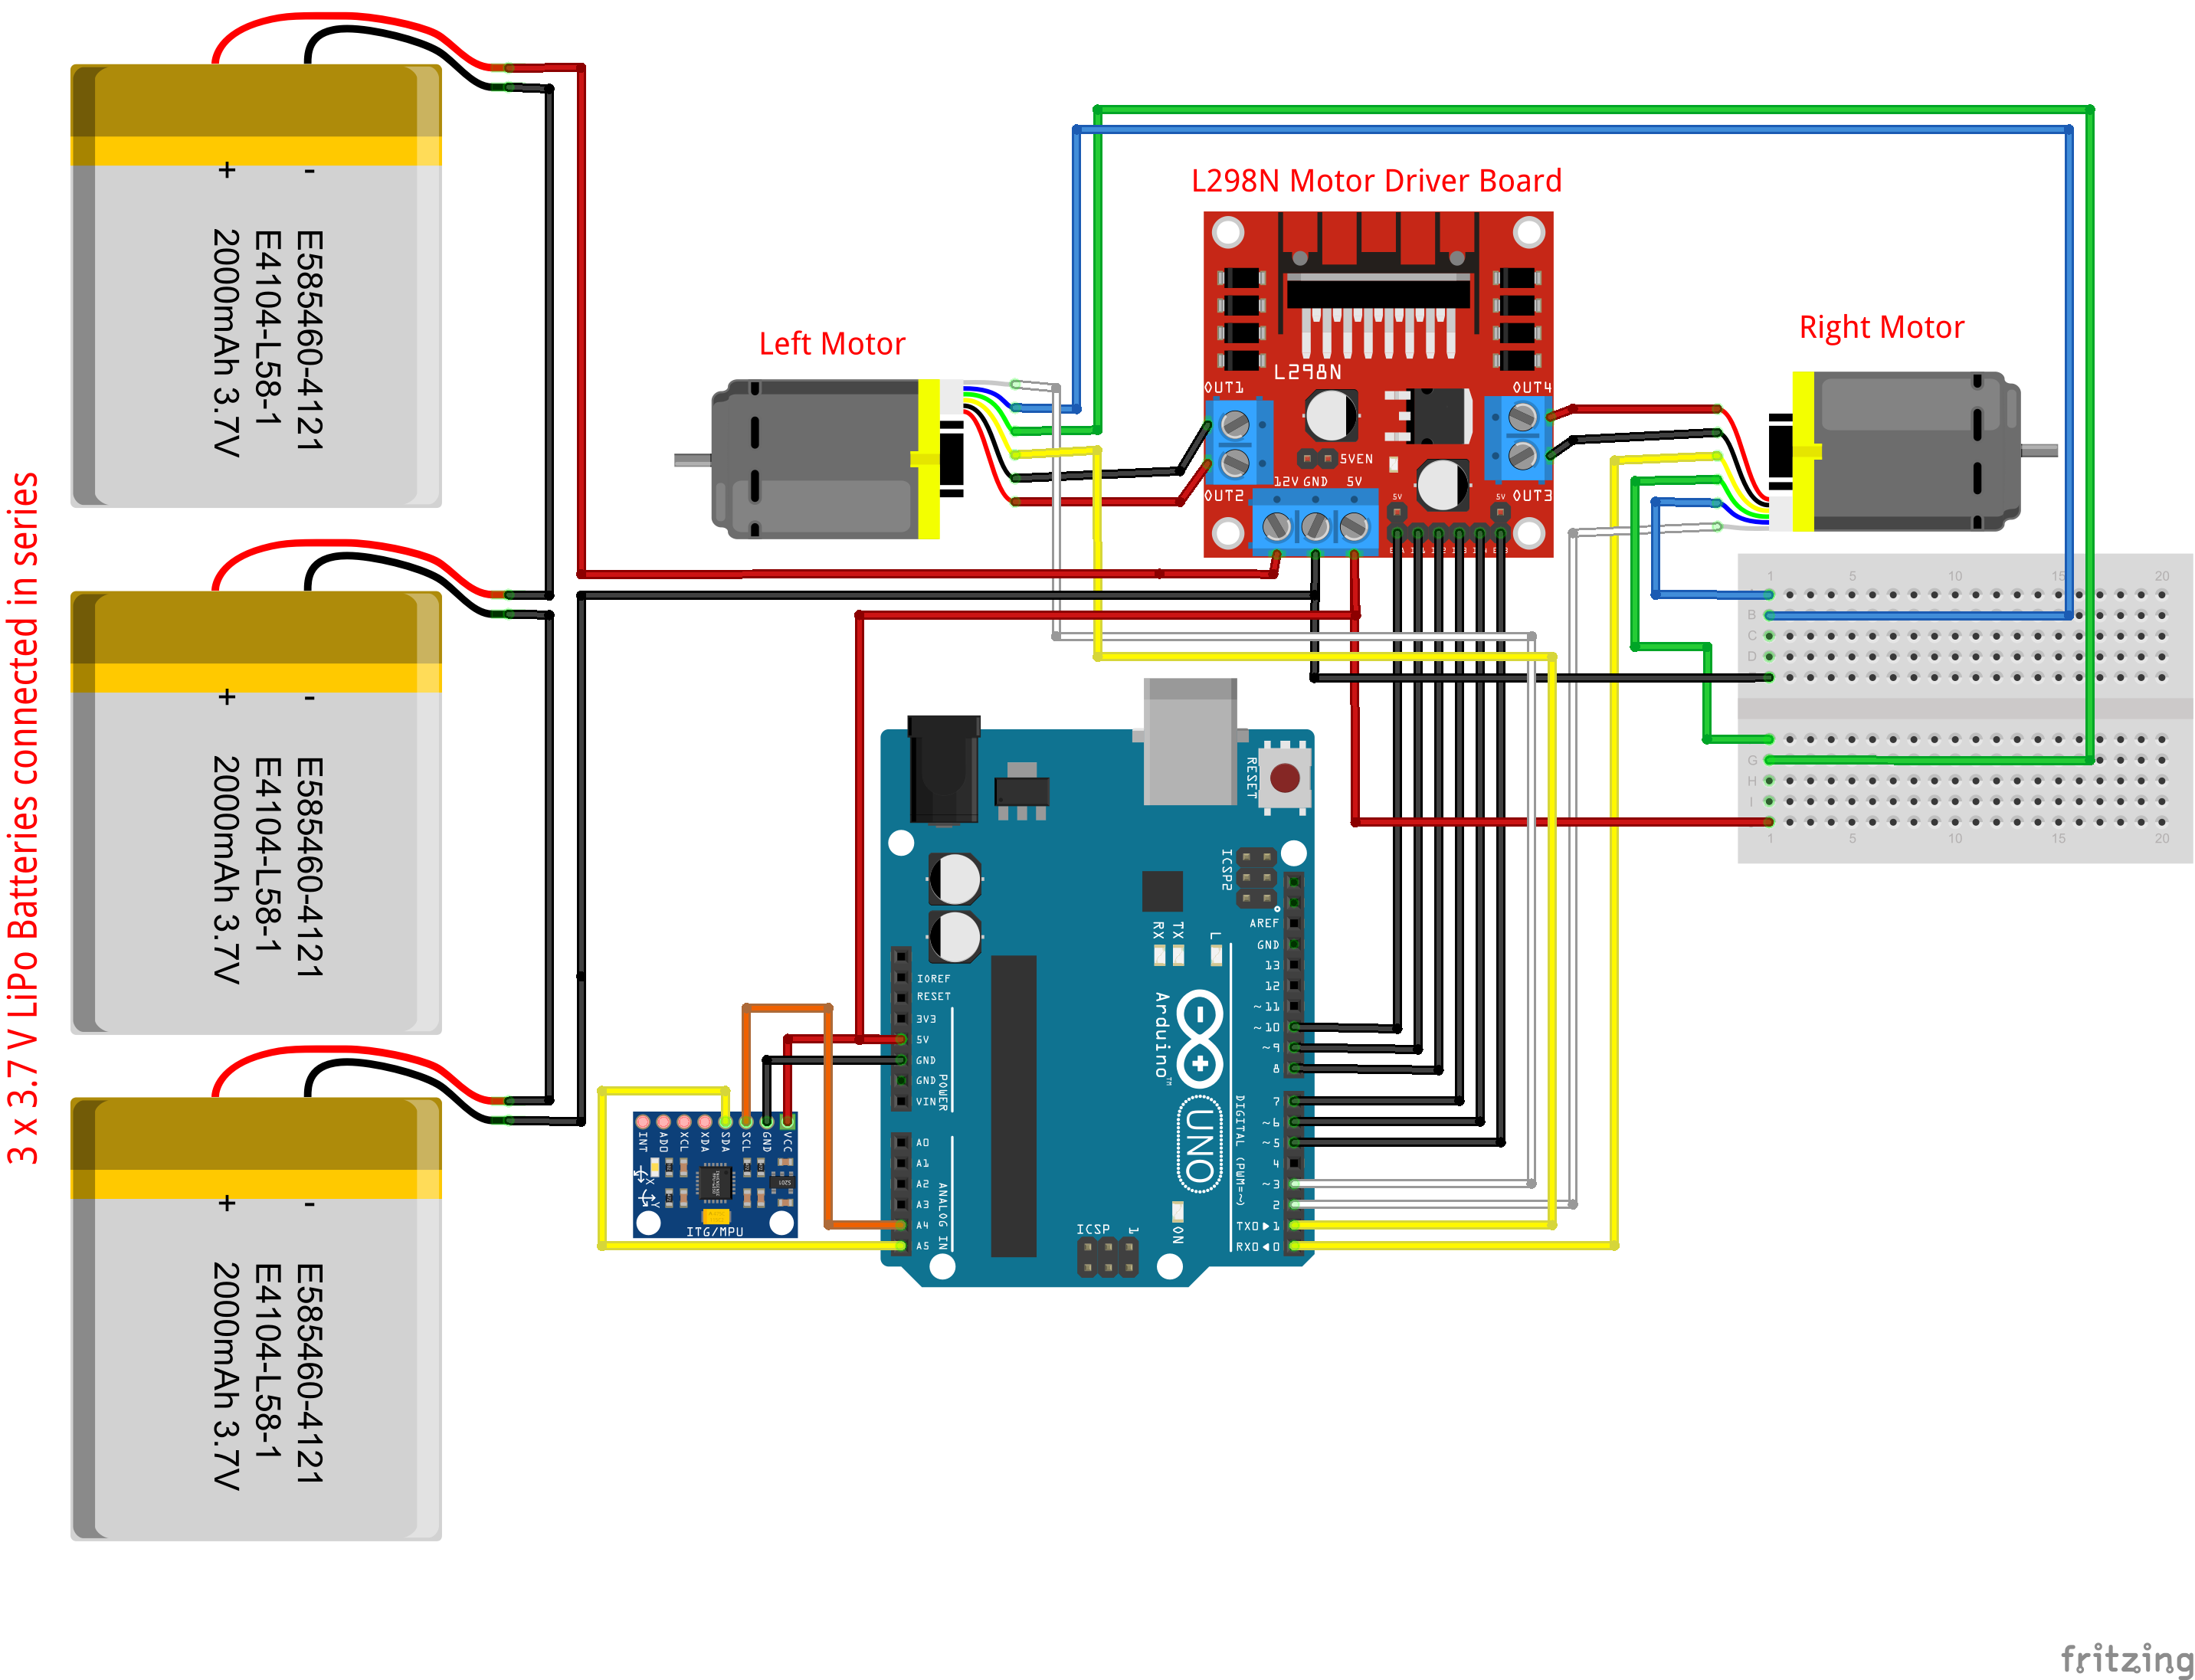 3 x 3.7 V LiPo Batteries connected in series
+ -
E585460-4121
E4104-L58-1
2000mAh 3.7V
+ -
E585460-4121
E4104-L58-1
2000mAh 3.7V
+ -
E585460-4121
E4104-L58-1
2000mAh 3.7V
L298N Motor Driver Board
Left Motor
Right Motor
L298N
OUT1
OUT4
5VEN
OUT2
12V GND 5V
5V
5V
OUT3
1 5 10 15 20
B
C
D
G
H
I
1 5 10 15 20
RESET
ICSP2
RX
TX
L
AREF
GND
13
12
~11
~10
~9
8
7
~6
~5
4
~3
2
TX0▶1
RX0◀0
DIGITAL (PWM=~)
Arduino™
UNO
ON
ICSP
1
IOREF
RESET
3V3
5V
GND
GND
VIN
POWER
A0
A1
A2
A3
A4
A5
ANALOG IN
INT
ADO
XCL
XDA
SDA
SCL
GND
VCC
X
Y
ITG/MPU
fritzing